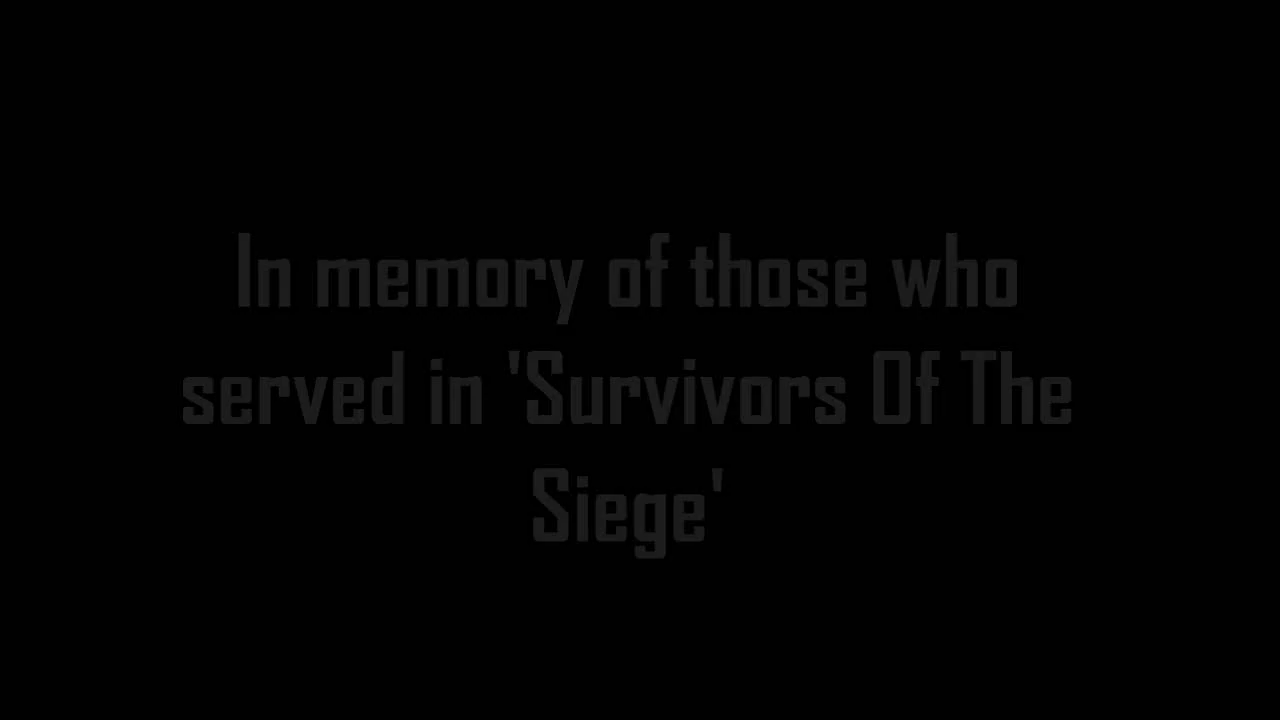 In memory of those who
served in 'Survivors Of The
Siege'